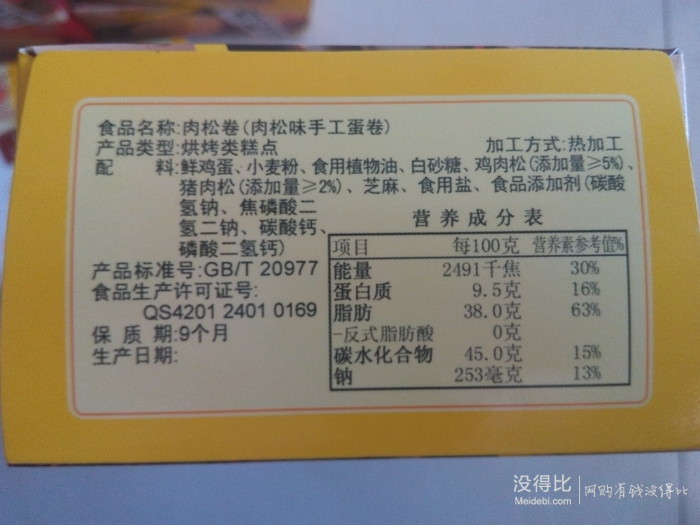 食品名称:肉松卷(肉松味手工蛋卷)
产品类型:烘烤类糕点 加工方式:热加工
配 料:鲜鸡蛋、小麦粉、食用植物油、白砂糖、鸡肉松(添加量≥5%)、
猪肉松(添加量≥2%)、芝麻、食用盐、食品添加剂(碳酸
氢钠、焦磷酸二
氢二钠、碳酸钙、
磷酸二氢钙)
产品标准号:GB/T 20977
食品生产许可证号:
QS4201 2401 0169
保 质 期:9个月
生产日期:
营养成分表
项目 每100克 营养素参考值%
能量 2491千焦 30%
蛋白质 9.5克 16%
脂肪 38.0克 63%
-反式脂肪酸 0克
碳水化合物 45.0克 15%
钠 253毫克 13%
没得比 网购有钱没得比
Meidebi.com